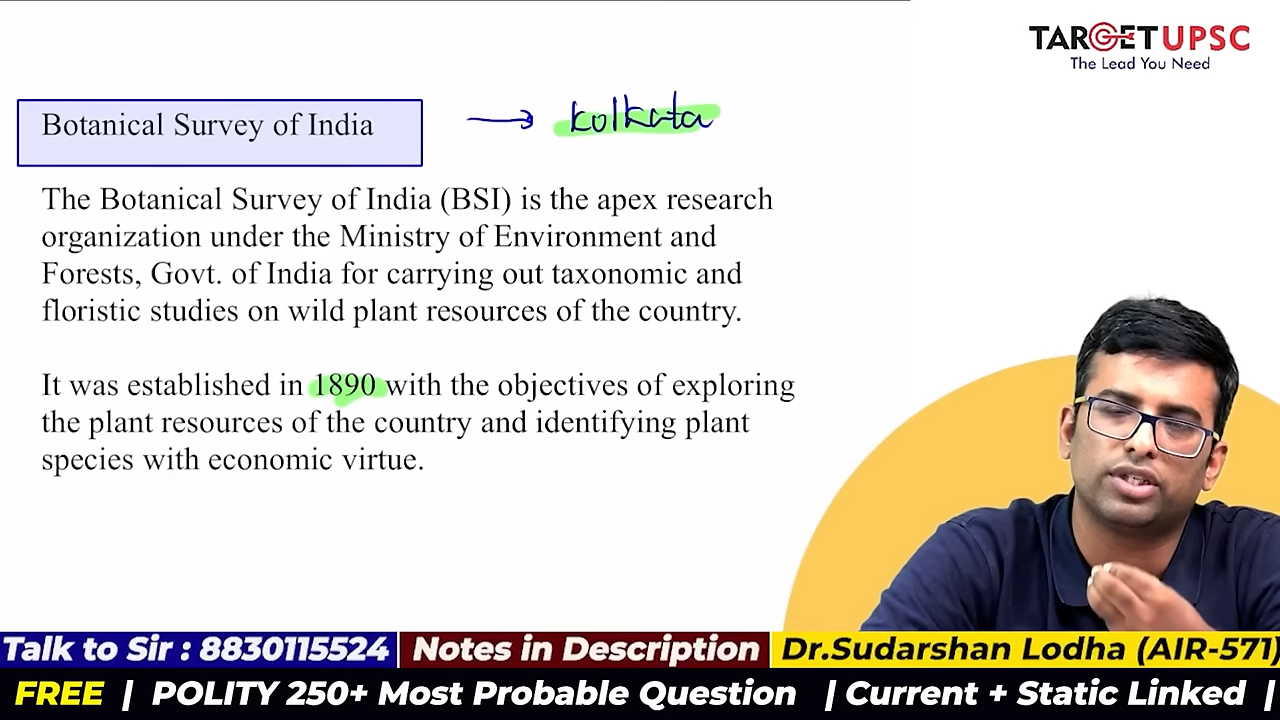 TARGET UPSC
The Lead You Need
Botanical Survey of India → Kolkata
The Botanical Survey of India (BSI) is the apex research
organization under the Ministry of Environment and
Forests, Govt. of India for carrying out taxonomic and
floristic studies on wild plant resources of the country.
It was established in 1890 with the objectives of exploring
the plant resources of the country and identifying plant
species with economic virtue.
Talk to Sir : 8830115524 Notes in Description Dr.Sudarshan Lodha (AIR-571)
FREE | POLITY 250+ Most Probable Question | Current + Static Linked |